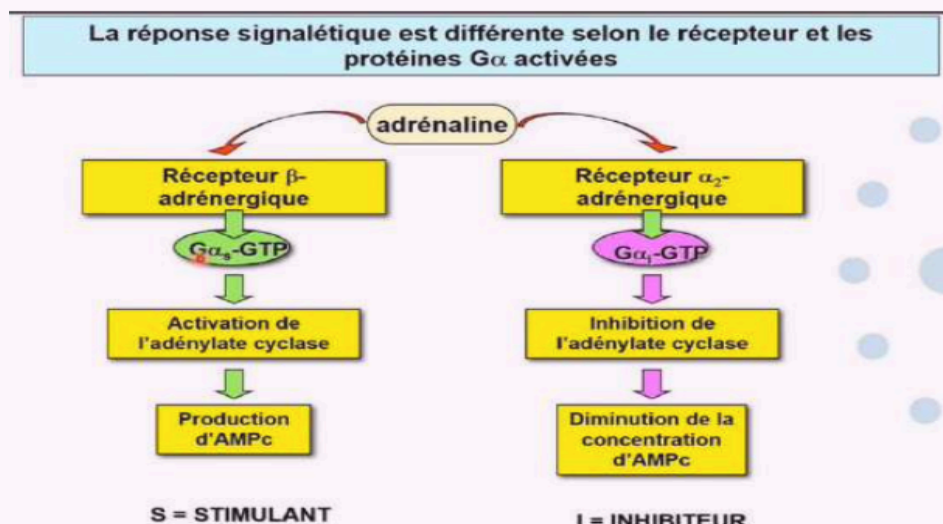 La réponse signalétique est différente selon le récepteur et les
protéines Gα activées
adrénaline
Récepteur β-
adrénergique
Gαs-GTP
Activation de
l'adénylate cyclase
Production
d'AMPc
S = STIMULANT
Récepteur α2-
adrénergique
Gαi-GTP
Inhibition de
l'adénylate cyclase
Diminution de la
concentration
d'AMPc
I = INHIBITEUR